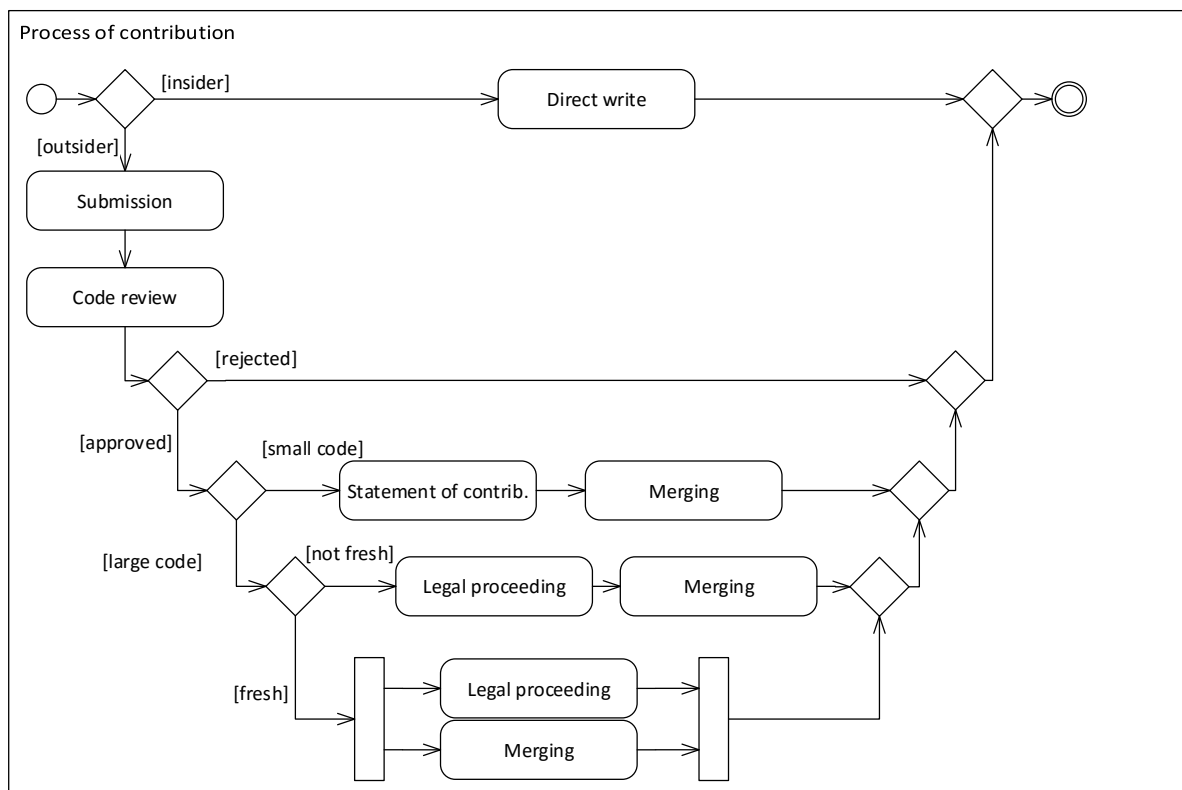 Process of contribution
[insider]
Direct write
[outsider]
Submission
Code review
[rejected]
[approved]
[small code]
Statement of contrib.
Merging
[large code]
[not fresh]
Legal proceeding
Merging
[fresh]
Legal proceeding
Merging